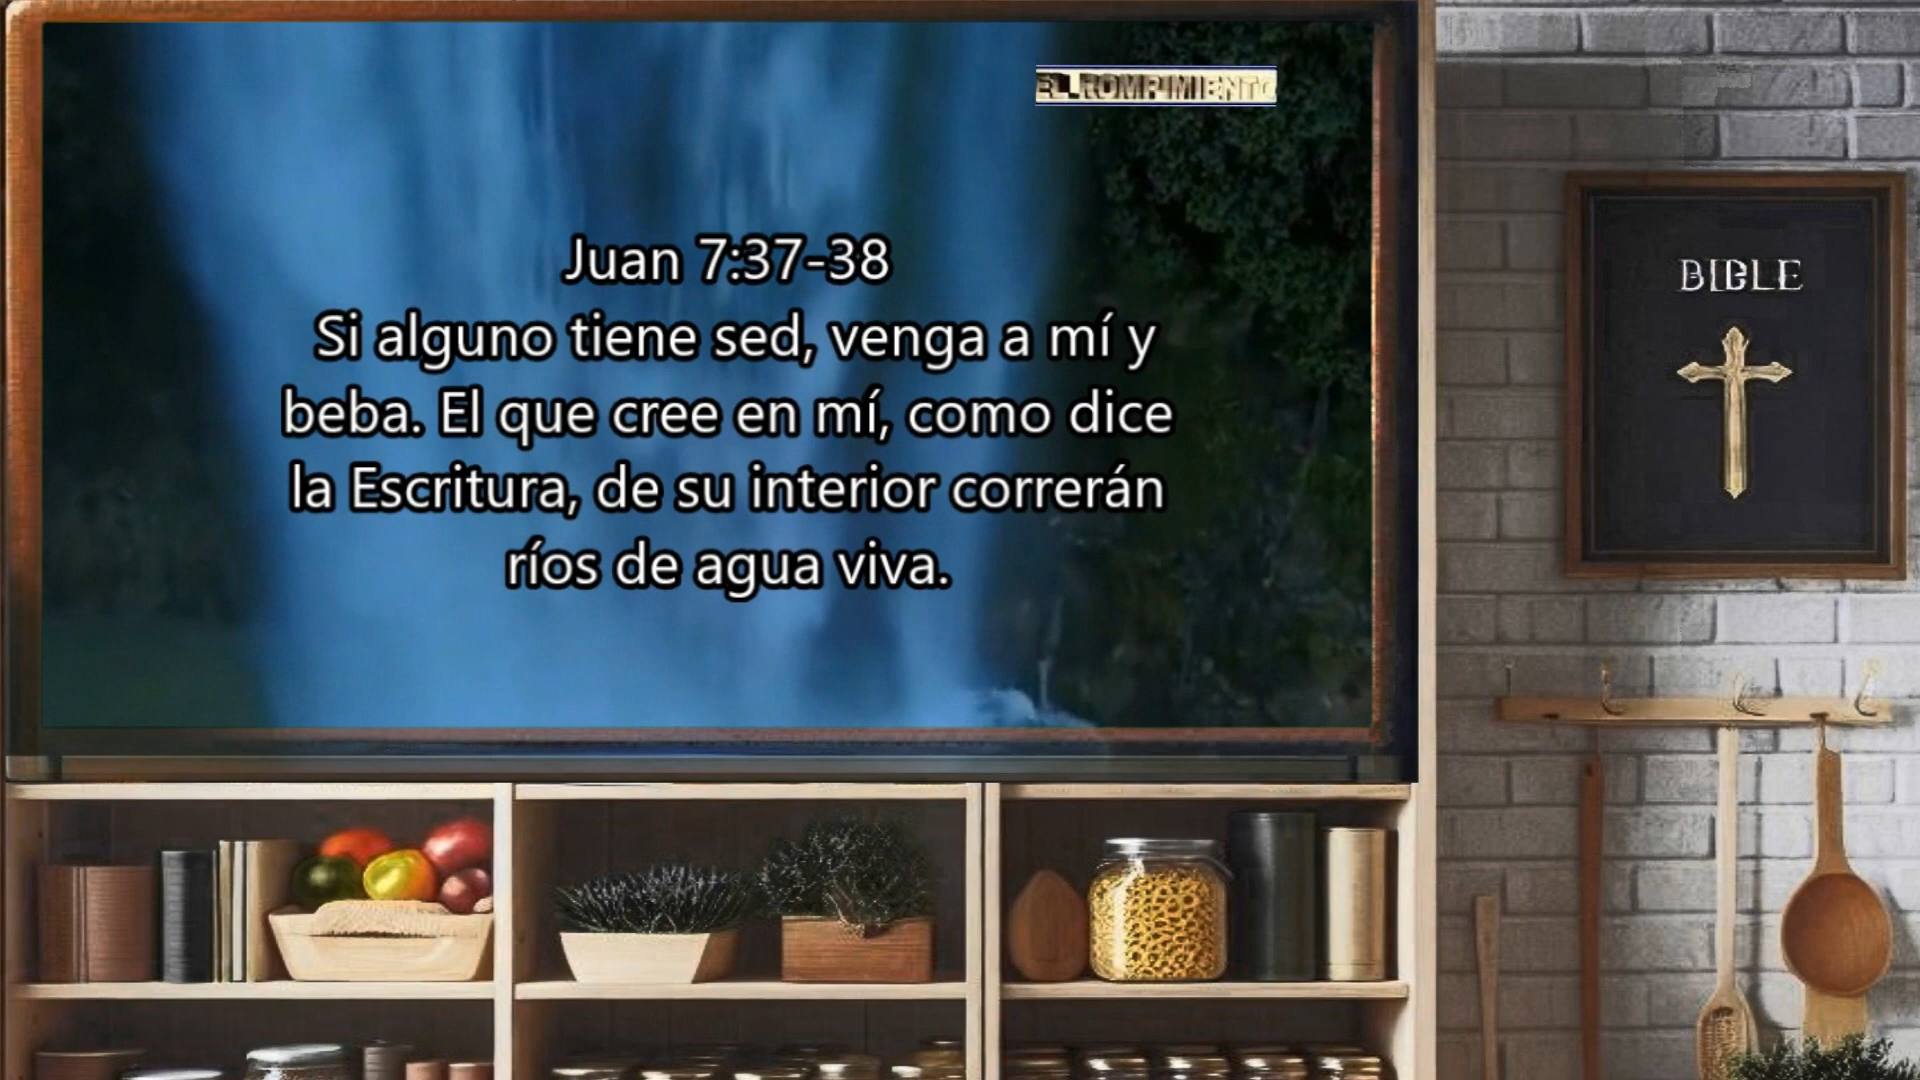 EL ROMPIMIENTO
Juan 7:37-38
Si alguno tiene sed, venga a mí y
beba. El que cree en mí, como dice
la Escritura, de su interior correrán
ríos de agua viva.
BIBLE